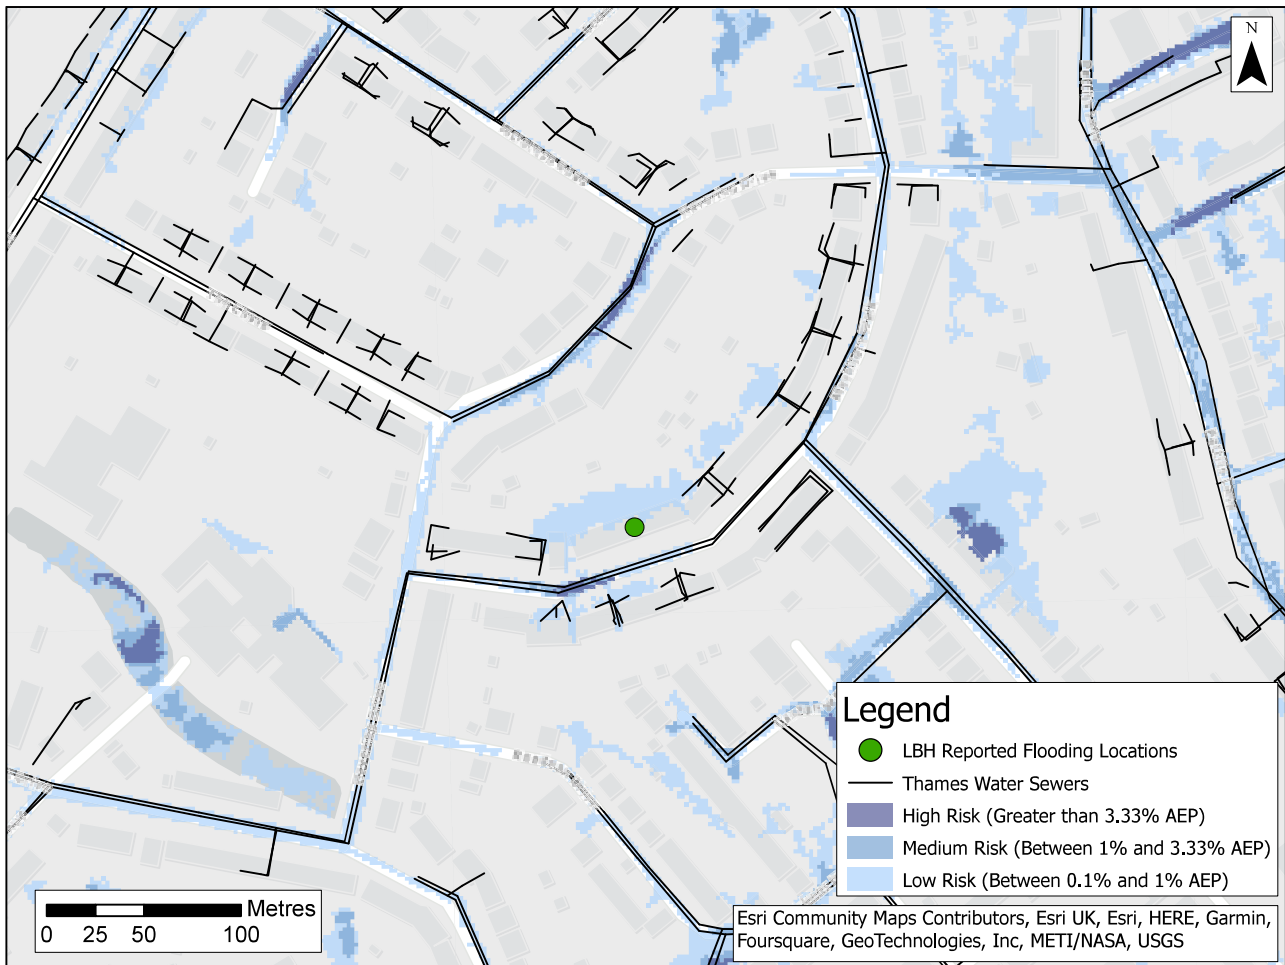 N
Legend
LBH Reported Flooding Locations
Thames Water Sewers
High Risk (Greater than 3.33% AEP)
Medium Risk (Between 1% and 3.33% AEP)
Low Risk (Between 0.1% and 1% AEP)
Metres
0 25 50 100
Esri Community Maps Contributors, Esri UK, Esri, HERE, Garmin,
Foursquare, GeoTechnologies, Inc, METI/NASA, USGS